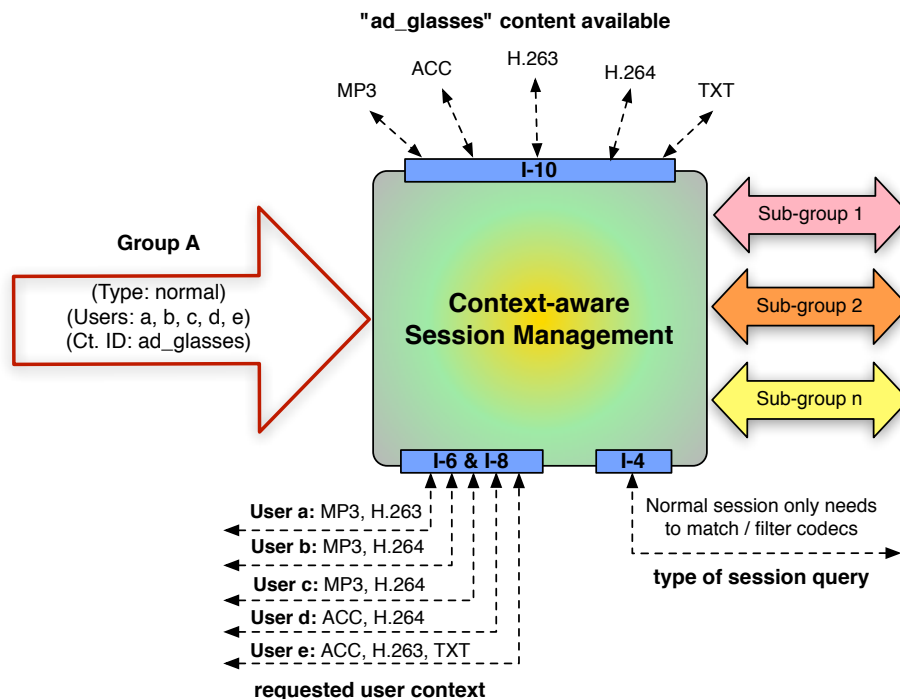 "ad_glasses" content available
MP3
ACC
H.263
H.264
TXT
I-10
Group A
(Type: normal)
(Users: a, b, c, d, e)
(Ct. ID: ad_glasses)
Context-aware
Session Management
Sub-group 1
Sub-group 2
Sub-group n
I-6 & I-8
I-4
User a: MP3, H.263
User b: MP3, H.264
User c: MP3, H.264
User d: ACC, H.264
User e: ACC, H.263, TXT
requested user context
Normal session only needs
to match / filter codecs
type of session query